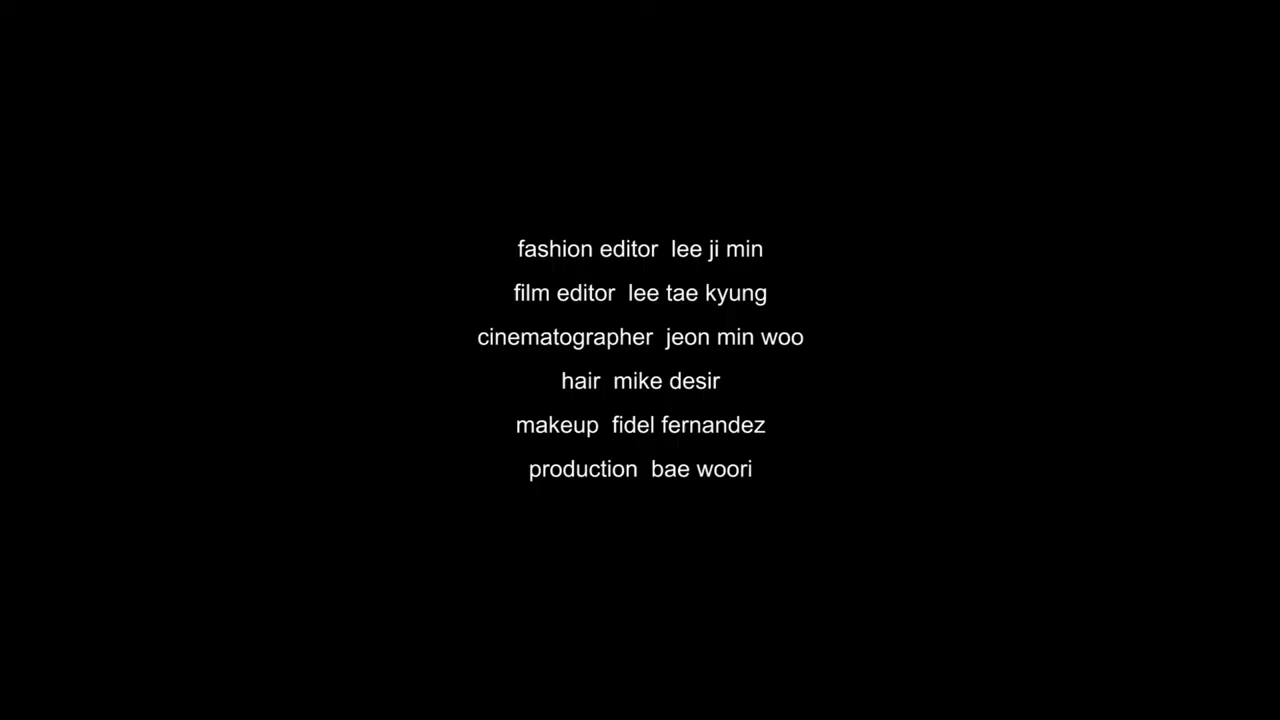 fashion editor  lee ji min
film editor  lee tae kyung
cinematographer  jeon min woo
hair  mike desir
makeup  fidel fernandez
production  bae woori